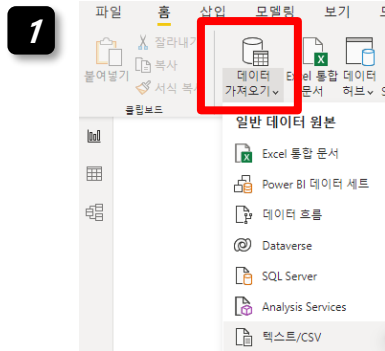 1
파일 홈 삽입 모델링 보기
잘라내기
붙여넣기 복사
서식 복사
클립보드
데이터 가져오기
Excel 통합 문서
데이터 허브
일반 데이터 원본
Excel 통합 문서
Power BI 데이터 세트
데이터 흐름
Dataverse
SQL Server
Analysis Services
텍스트/CSV